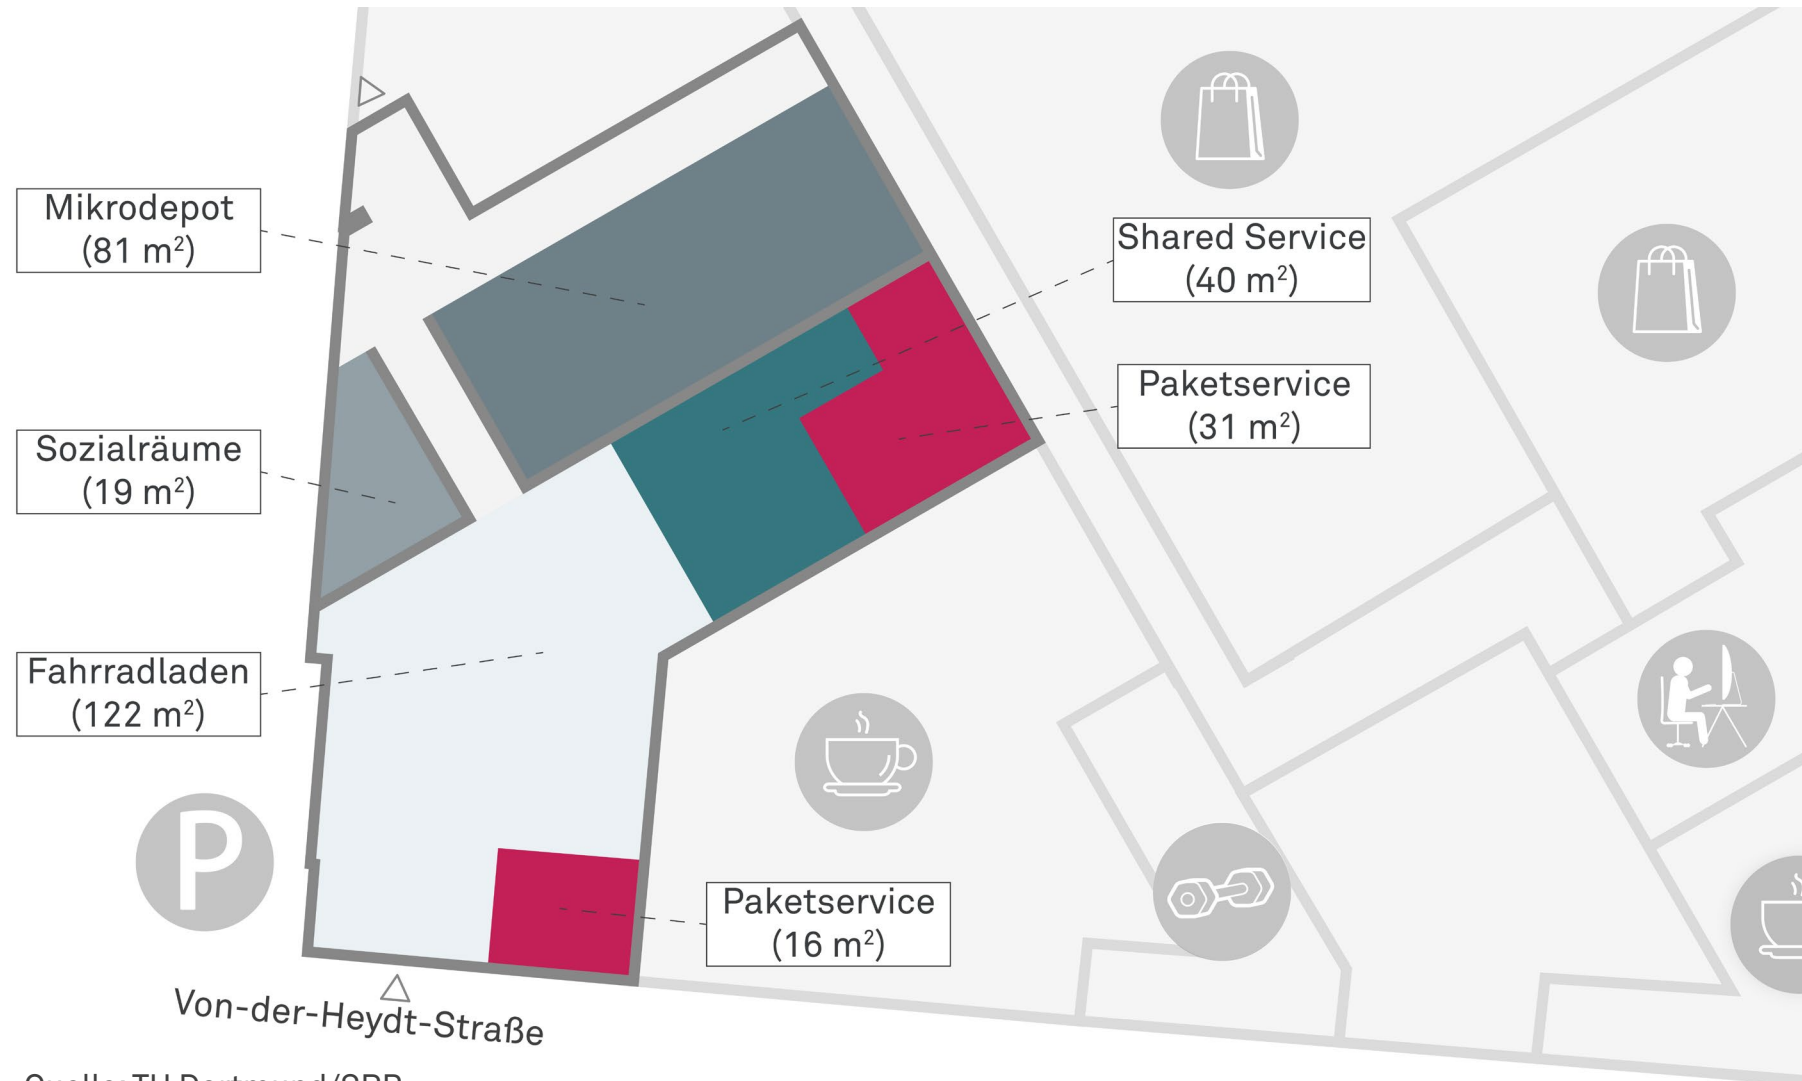 Mikrodepot
(81 m²)
Shared Service
(40 m²)
Paketservice
(31 m²)
Sozialräume
(19 m²)
Fahrradladen
(122 m²)
P
Paketservice
(16 m²)
Von-der-Heydt-Straße